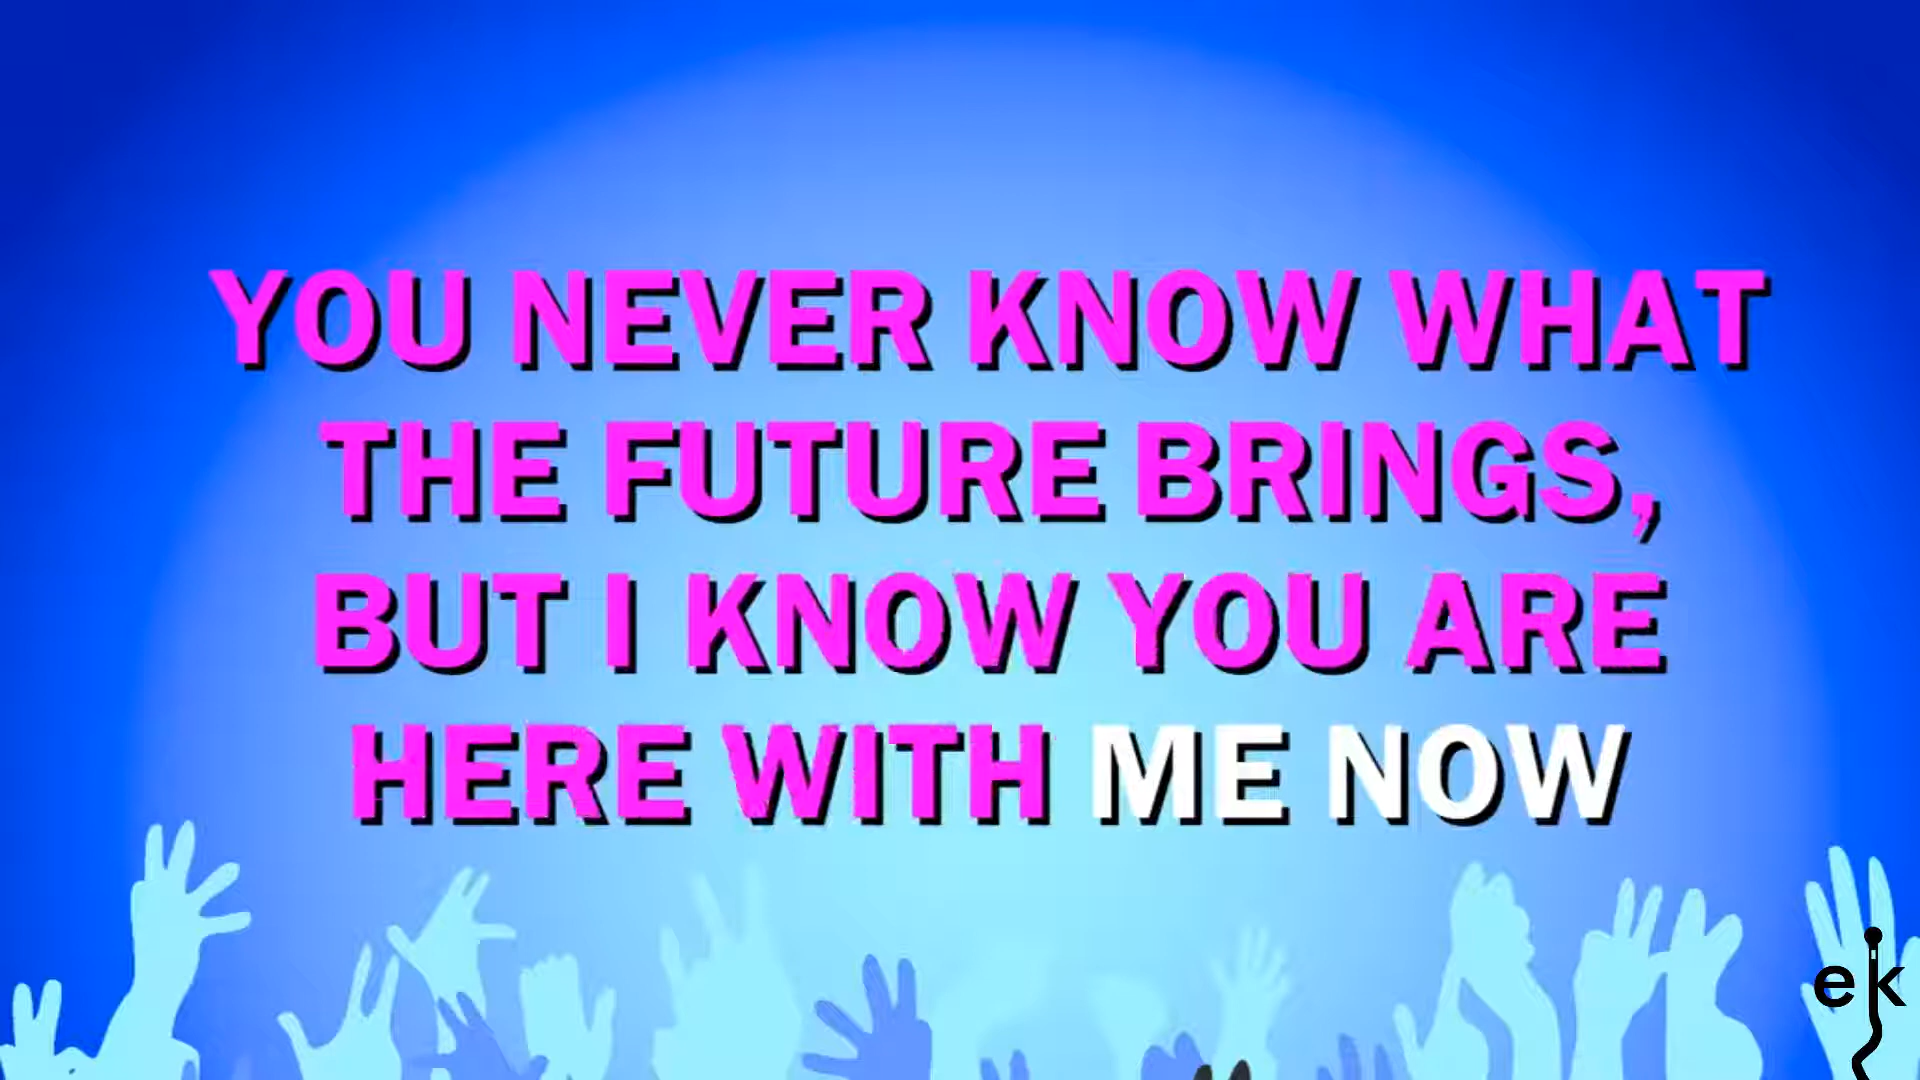 YOU NEVER KNOW WHAT
THE FUTURE BRINGS,
BUT I KNOW YOU ARE
HERE WITH ME NOW
ek